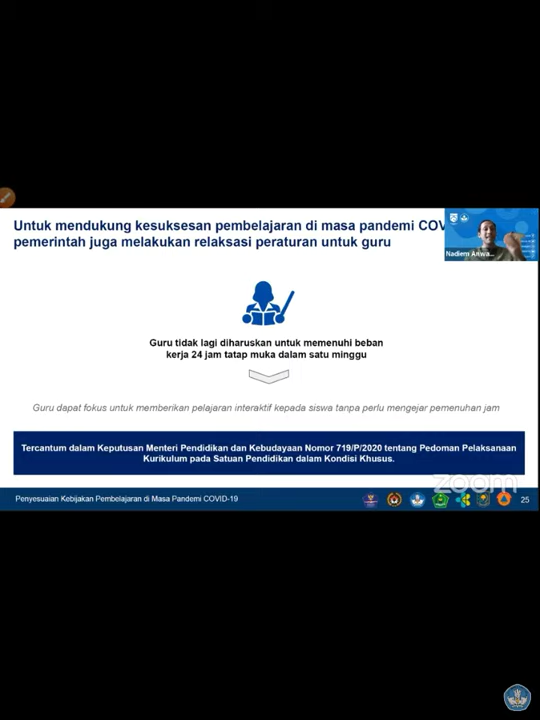 Untuk mendukung kesuksesan pembelajaran di masa pandemi COV
pemerintah juga melakukan relaksasi peraturan untuk guru
Nadiem Anwa...
Guru tidak lagi diharuskan untuk memenuhi beban
kerja 24 jam tatap muka dalam satu minggu
Guru dapat fokus untuk memberikan pelajaran interaktif kepada siswa tanpa perlu mengejar pemenuhan jam
Tercantum dalam Keputusan Menteri Pendidikan dan Kebudayaan Nomor 719/P/2020 tentang Pedoman Pelaksanaan
Kurikulum pada Satuan Pendidikan dalam Kondisi Khusus.
zoom
Penyesuaian Kebijakan Pembelajaran di Masa Pandemi COVID-19
25